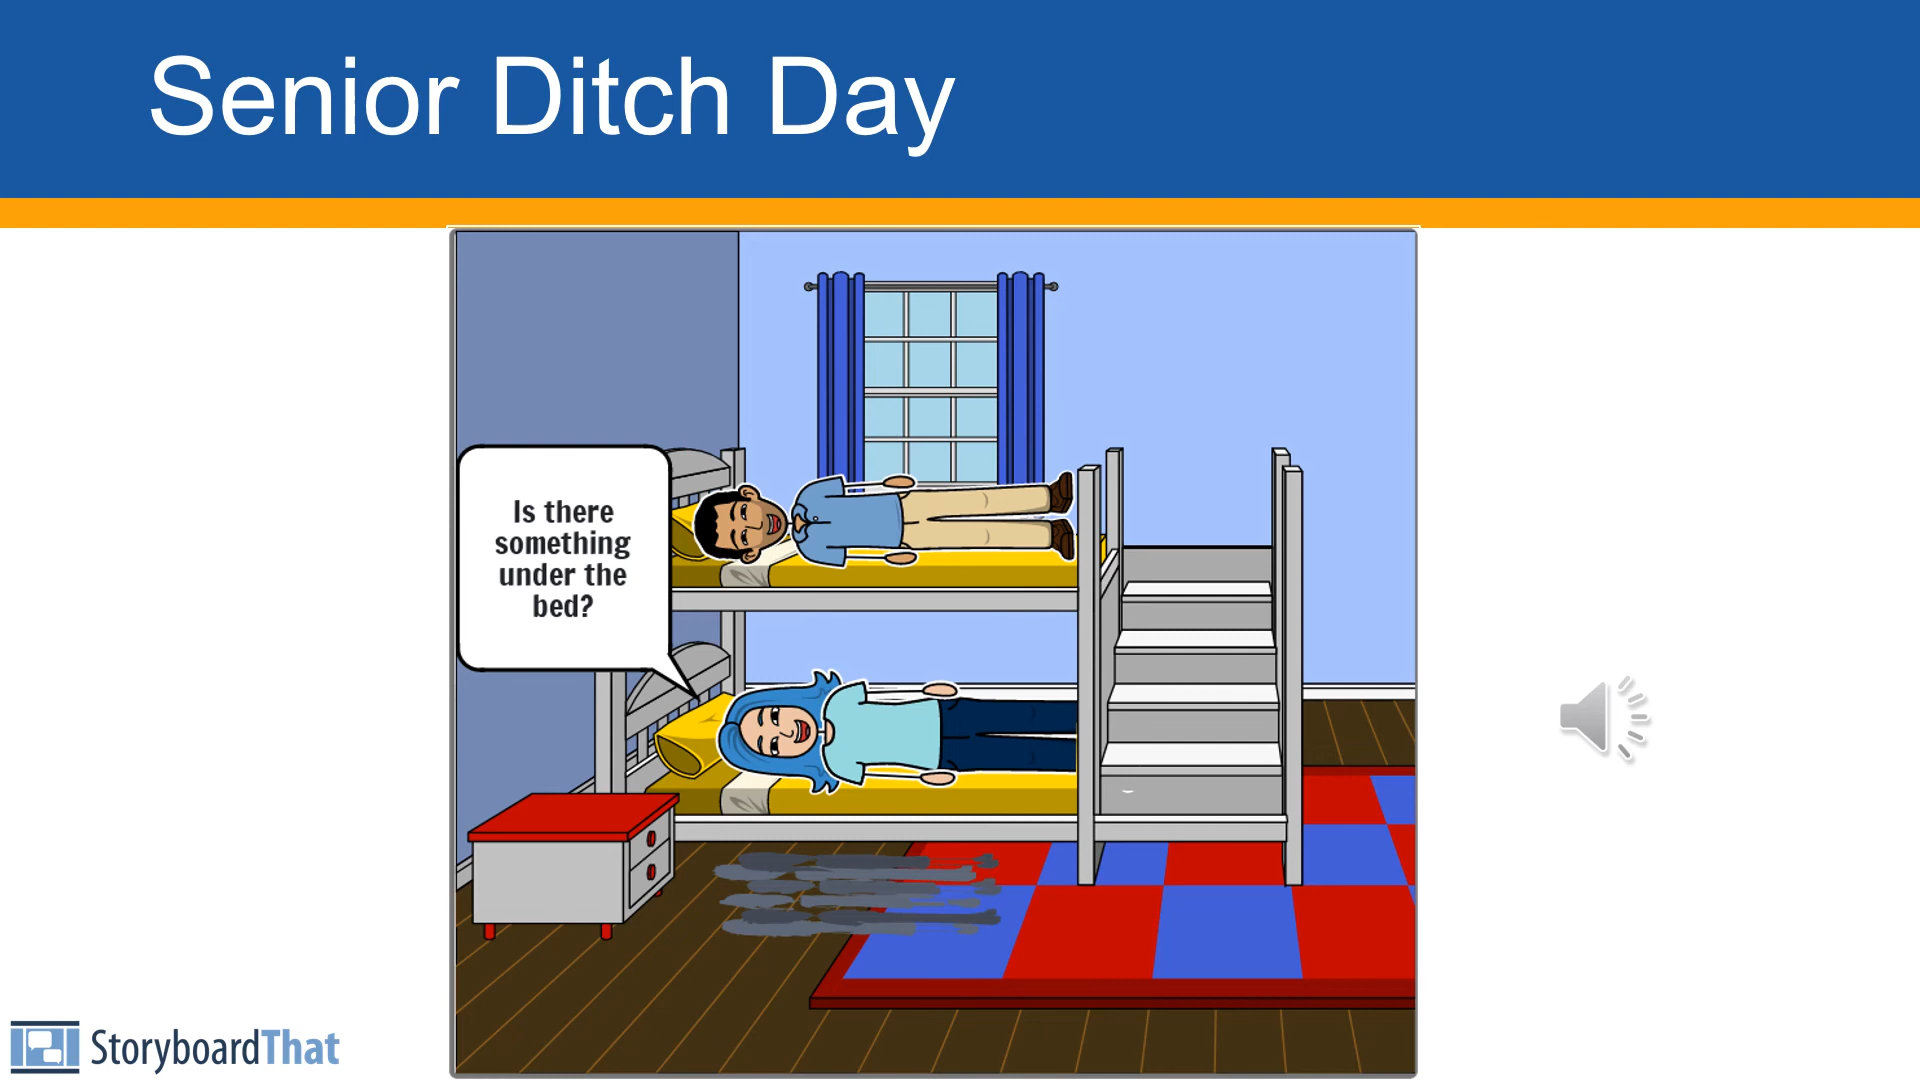 Senior Ditch Day
Is there
something
under the
bed?
StoryboardThat